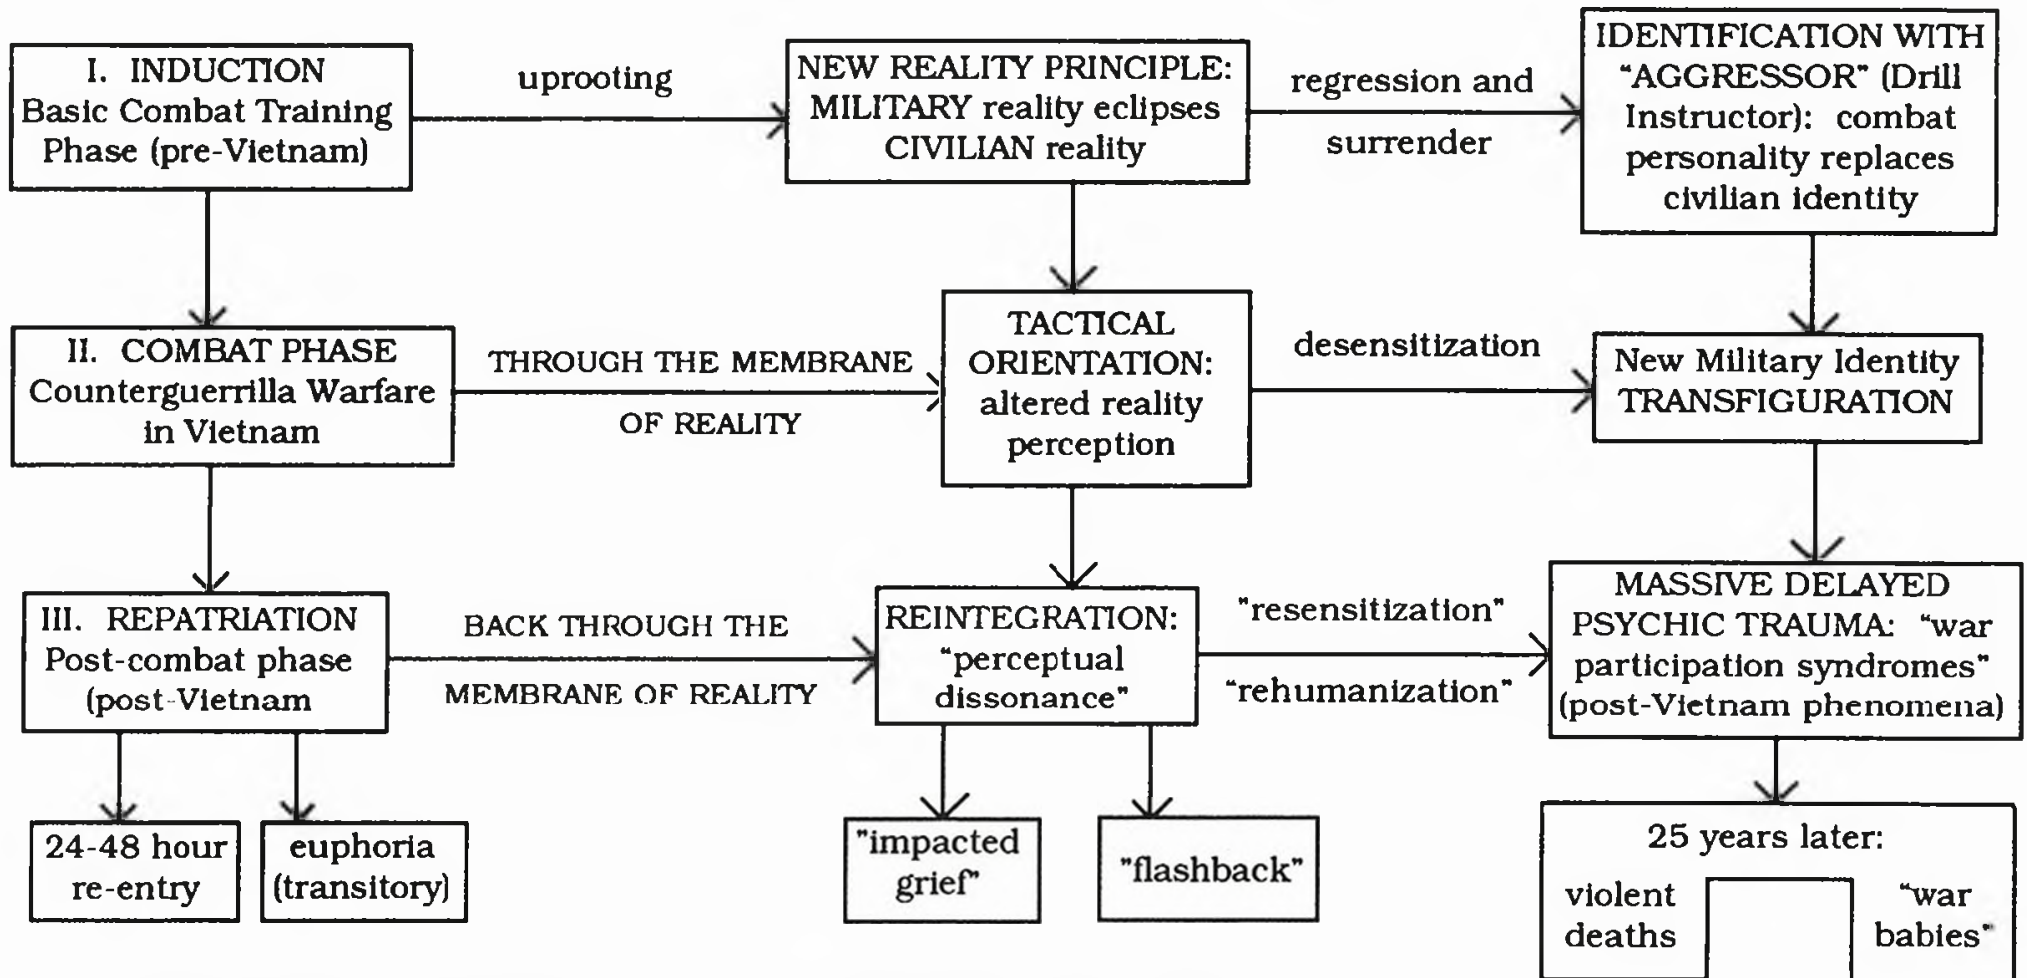 I. INDUCTION
Basic Combat Training
Phase (pre-Vietnam)
uprooting
NEW REALITY PRINCIPLE:
MILITARY reality eclipses
CIVILIAN reality
regression and
surrender
IDENTIFICATION WITH
“AGGRESSOR” (Drill
Instructor): combat
personality replaces
civilian identity
II. COMBAT PHASE
Counterguerrilla Warfare
in Vietnam
THROUGH THE MEMBRANE
OF REALITY
TACTICAL
ORIENTATION:
altered reality
perception
desensitization
New Military Identity
TRANSFIGURATION
III. REPATRIATION
Post-combat phase
(post-Vietnam
BACK THROUGH THE
MEMBRANE OF REALITY
REINTEGRATION:
“perceptual
dissonance”
"resensitization"
“rehumanization”
MASSIVE DELAYED
PSYCHIC TRAUMA: “war
participation syndromes”
(post-Vietnam phenomena)
24-48 hour
re-entry
euphoria
(transitory)
"impacted
grief"
"flashback"
25 years later:
violent
deaths
“war
babies”